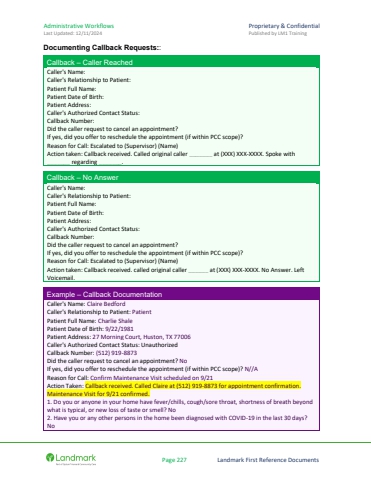 Administrative Workflows
Proprietary & Confidential
Last Updated: 12/11/2024
Published by LM1 Training
Documenting Callback Requests:
Callback – Caller Reached
Caller's Name:
Caller's Relationship to Patient:
Patient Full Name:
Patient Date of Birth:
Patient Address:
Caller's Authorized Contact Status:
Callback Number:
Did the caller request to cancel an appointment?
If yes, did you offer to reschedule the appointment (if within PCC scope)?
Reason for Call: Escalated to (Supervisor) (Name)
Action taken: Callback received. Called original caller _______ at (XXX) XXX-XXXX. Spoke with
________ regarding _______.
Callback – No Answer
Caller's Name:
Caller's Relationship to Patient:
Patient Full Name:
Patient Date of Birth:
Patient Address:
Caller's Authorized Contact Status:
Callback Number:
Did the caller request to cancel an appointment?
If yes, did you offer to reschedule the appointment (if within PCC scope)?
Reason for Call: Escalated to (Supervisor) (Name)
Action taken: Callback received. called original caller ______ at (XXX) XXX-XXXX. No Answer. Left
Voicemail.
Example – Callback Documentation
Caller's Name: Claire Bedford
Caller's Relationship to Patient: Patient
Patient Full Name: Charlie Shale
Patient Date of Birth: 9/22/1981
Patient Address: 27 Morning Court, Huston, TX 77006
Caller's Authorized Contact Status: Unauthorized
Callback Number: (512) 919-8873
Did the caller request to cancel an appointment? No
If yes, did you offer to reschedule the appointment (if within PCC scope)? N//A
Reason for Call: Confirm Maintenance Visit scheduled on 9/21
Action Taken: Callback received. Called Claire at (512) 919-8873 for appointment confirmation.
Maintenance Visit for 9/21 confirmed.
1. Do you or anyone in your home have fever/chills, cough/sore throat, shortness of breath beyond
what is typical, or new loss of taste or smell? No
2. Have you or any other persons in the home been diagnosed with COVID-19 in the last 30 days?
No
Landmark
Page 227
Landmark First Reference Documents